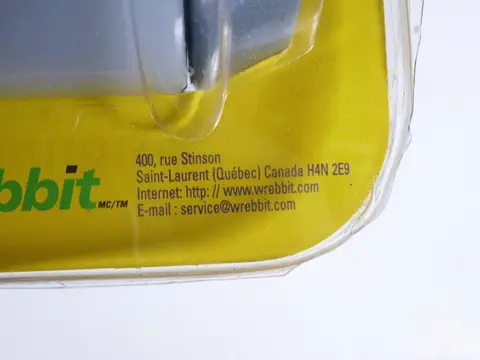 400, rue Stinson
Saint-Laurent (Québec) Canada H4N 2E9
Internet: http: // www.wrebbit.com
E-mail : service@wrebbit.com
bbit MC/TM